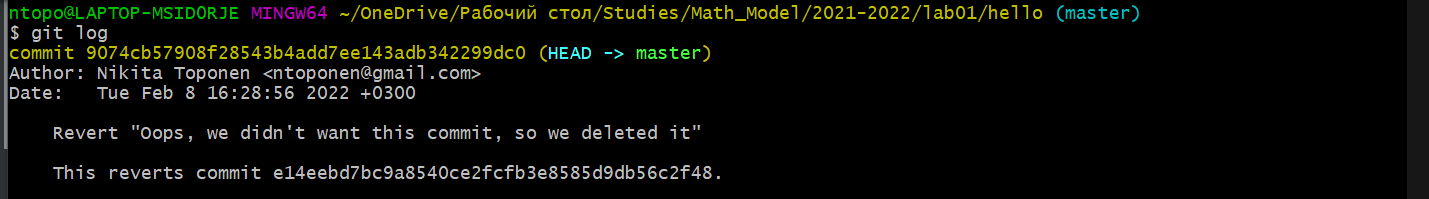 ntopo@LAPTOP-MSIDORJE MINGW64 ~/OneDrive/Рабочий стол/Studies/Math_Model/2021-2022/lab01/hello (master)
$ git log
commit 9074cb57908f28543b4add7ee143adb342299dc0 (HEAD -> master)
Author: Nikita Toponen <ntoponen@gmail.com>
Date:   Tue Feb 8 16:28:56 2022 +0300
    Revert "Oops, we didn't want this commit, so we deleted it"
    This reverts commit e14eebd7bc9a8540ce2fcfb3e8585d9db56c2f48.